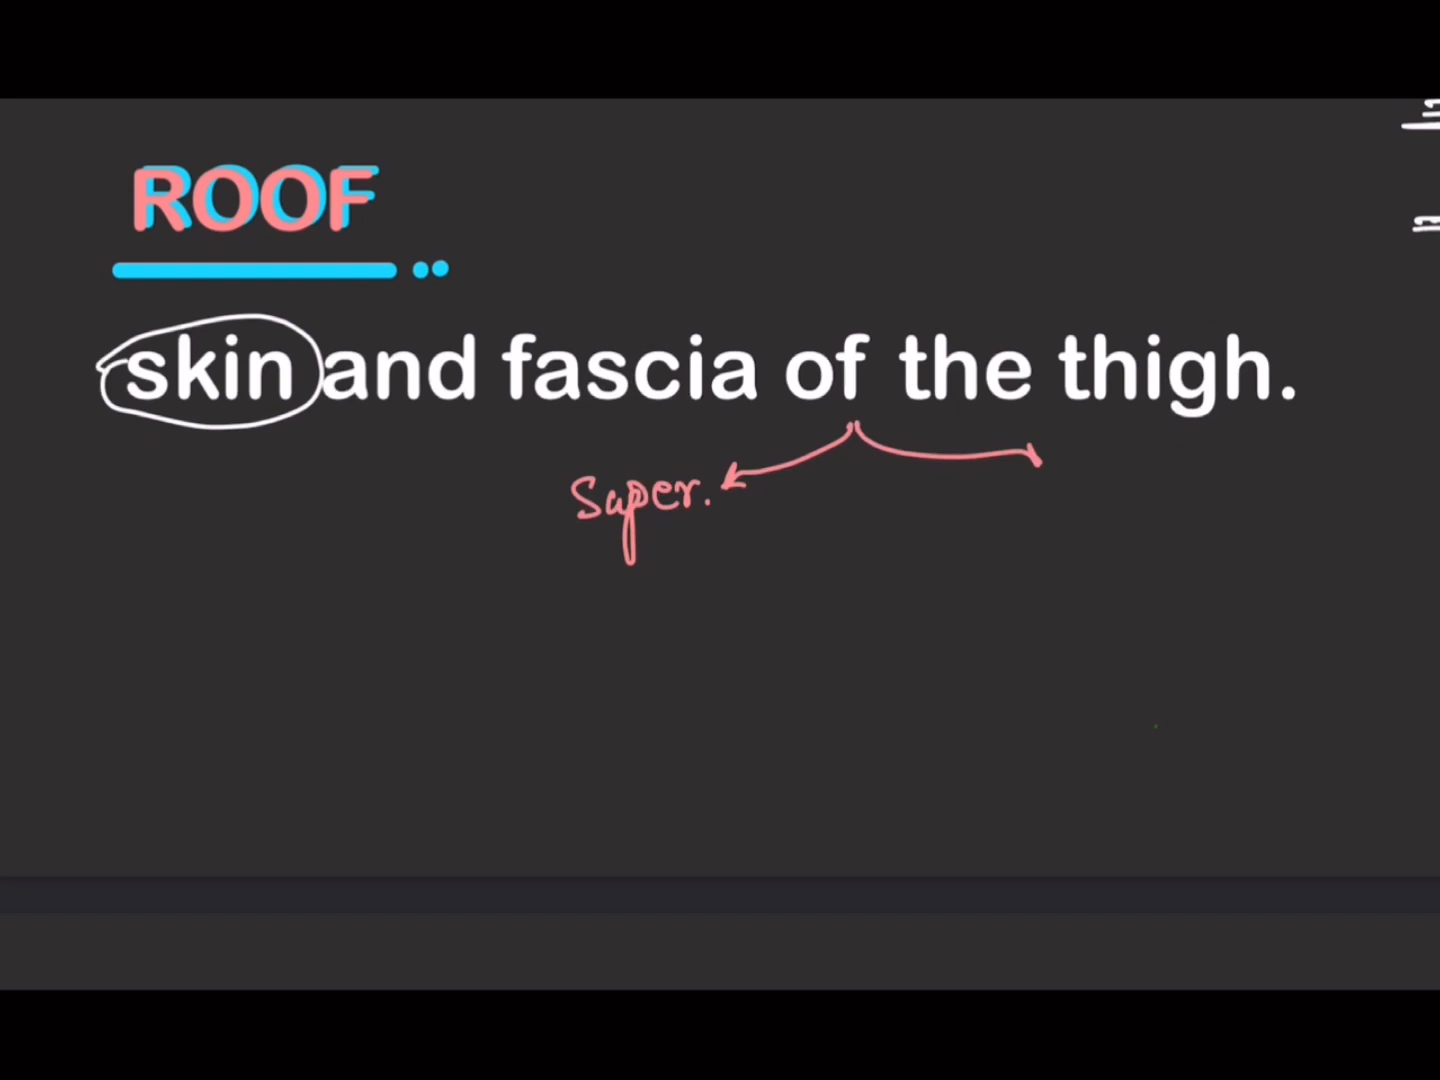 ROOF
skin and fascia of the thigh.
Super.